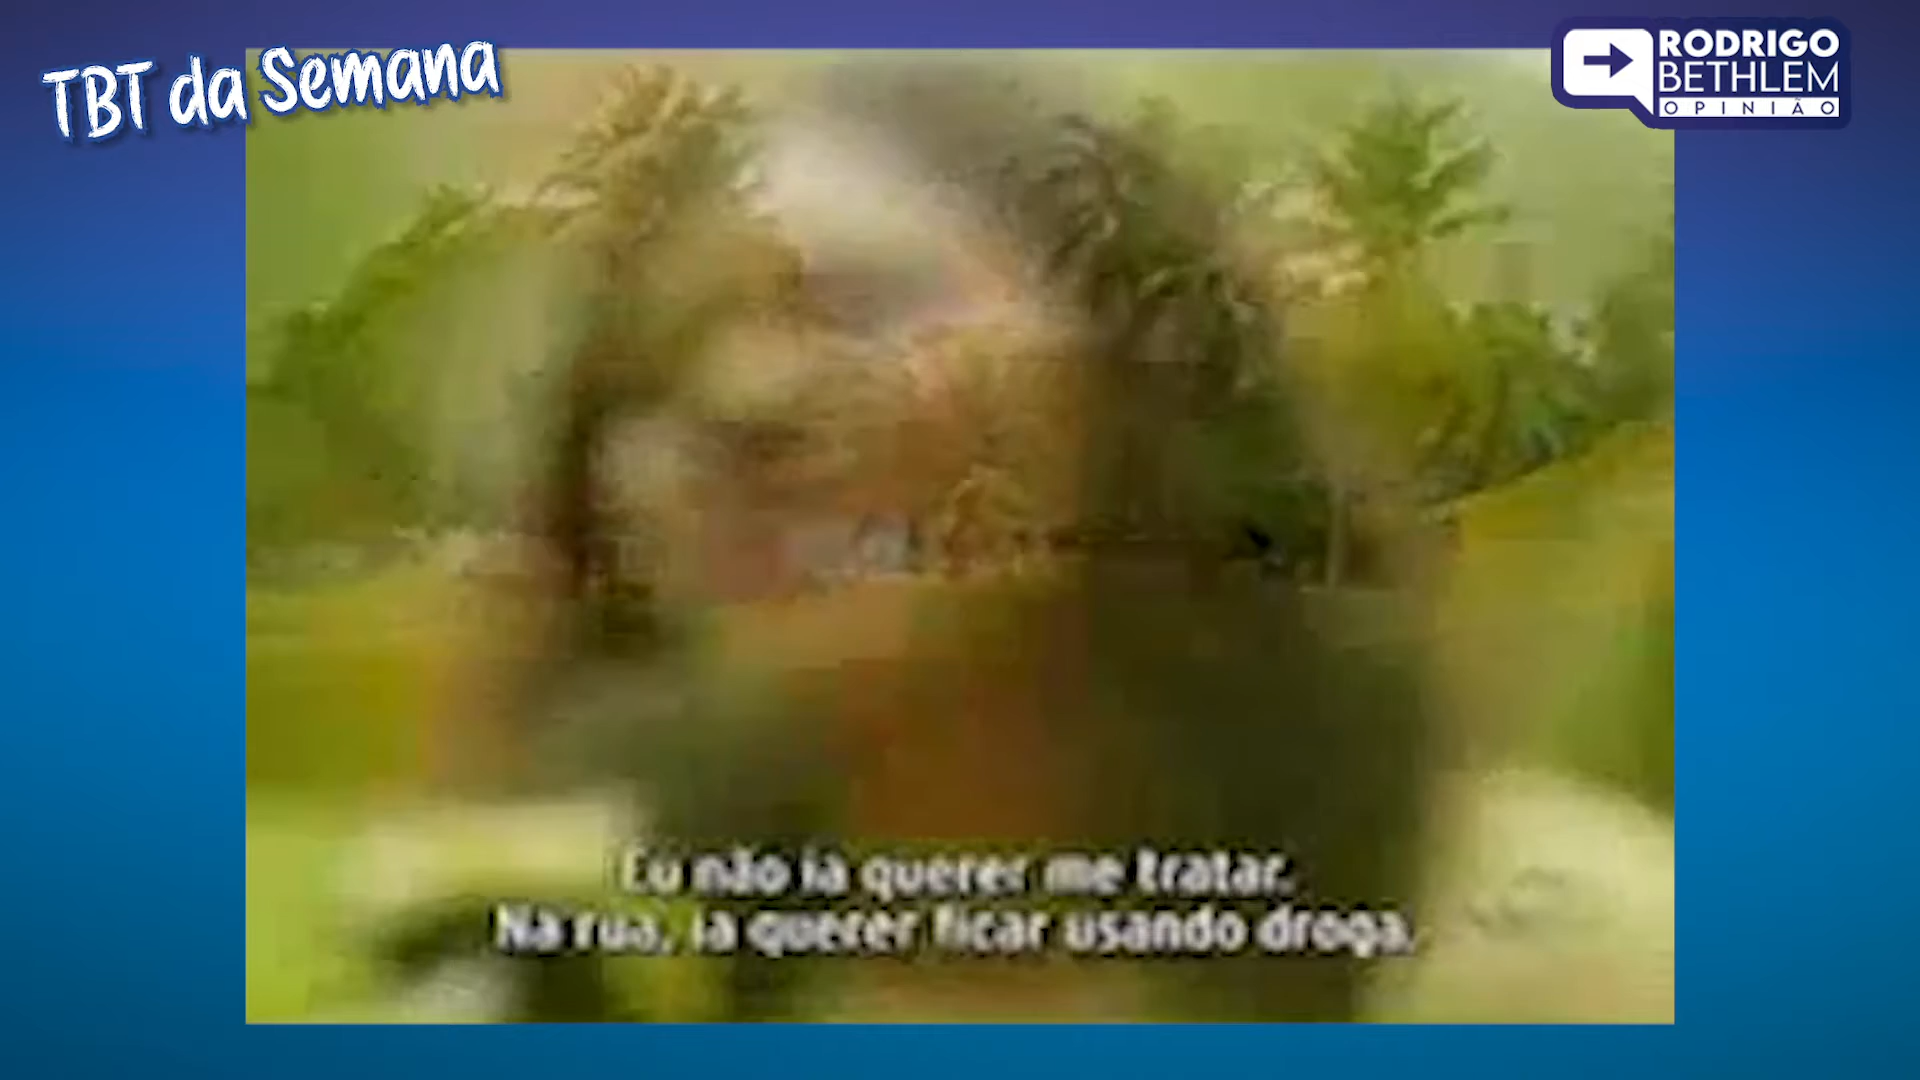 TBT da Semana
RODRIGO
BETHLEM
OPINIÃO
Eu não ia querer me tratar.
Na rua, ia querer ficar usando droga.